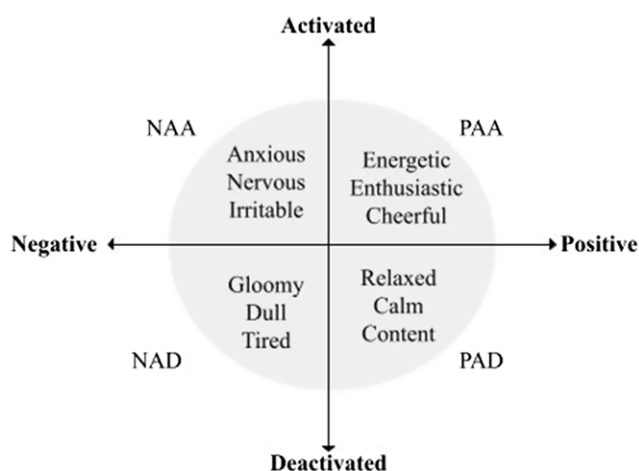 Activated
NAA
PAA
Anxious
Nervous
Irritable
Energetic
Enthusiastic
Cheerful
Negative
Positive
Gloomy
Dull
Tired
Relaxed
Calm
Content
NAD
PAD
Deactivated